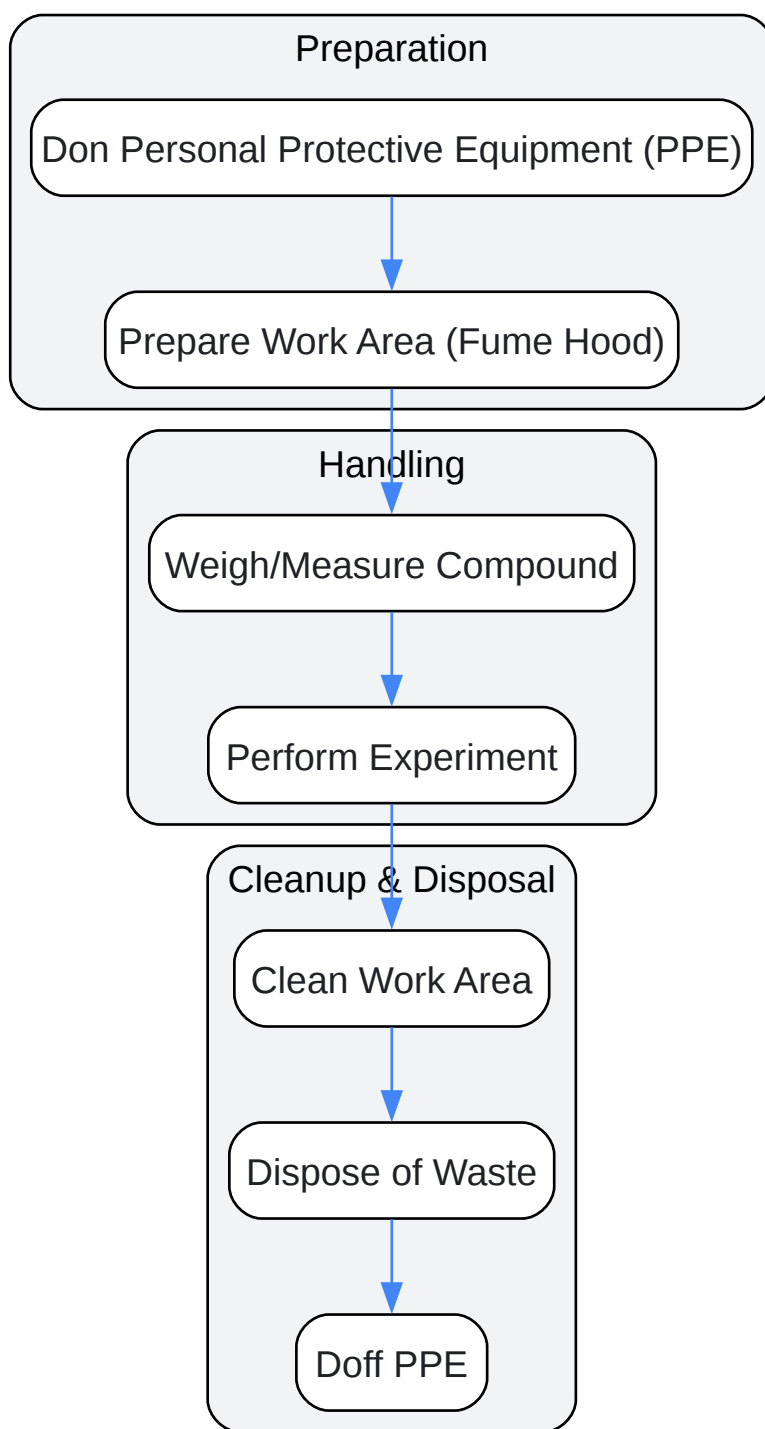 Preparation
Don Personal Protective Equipment (PPE)
Prepare Work Area (Fume Hood)
Handling
Weigh/Measure Compound
Perform Experiment
Cleanup & Disposal
Clean Work Area
Dispose of Waste
Doff PPE